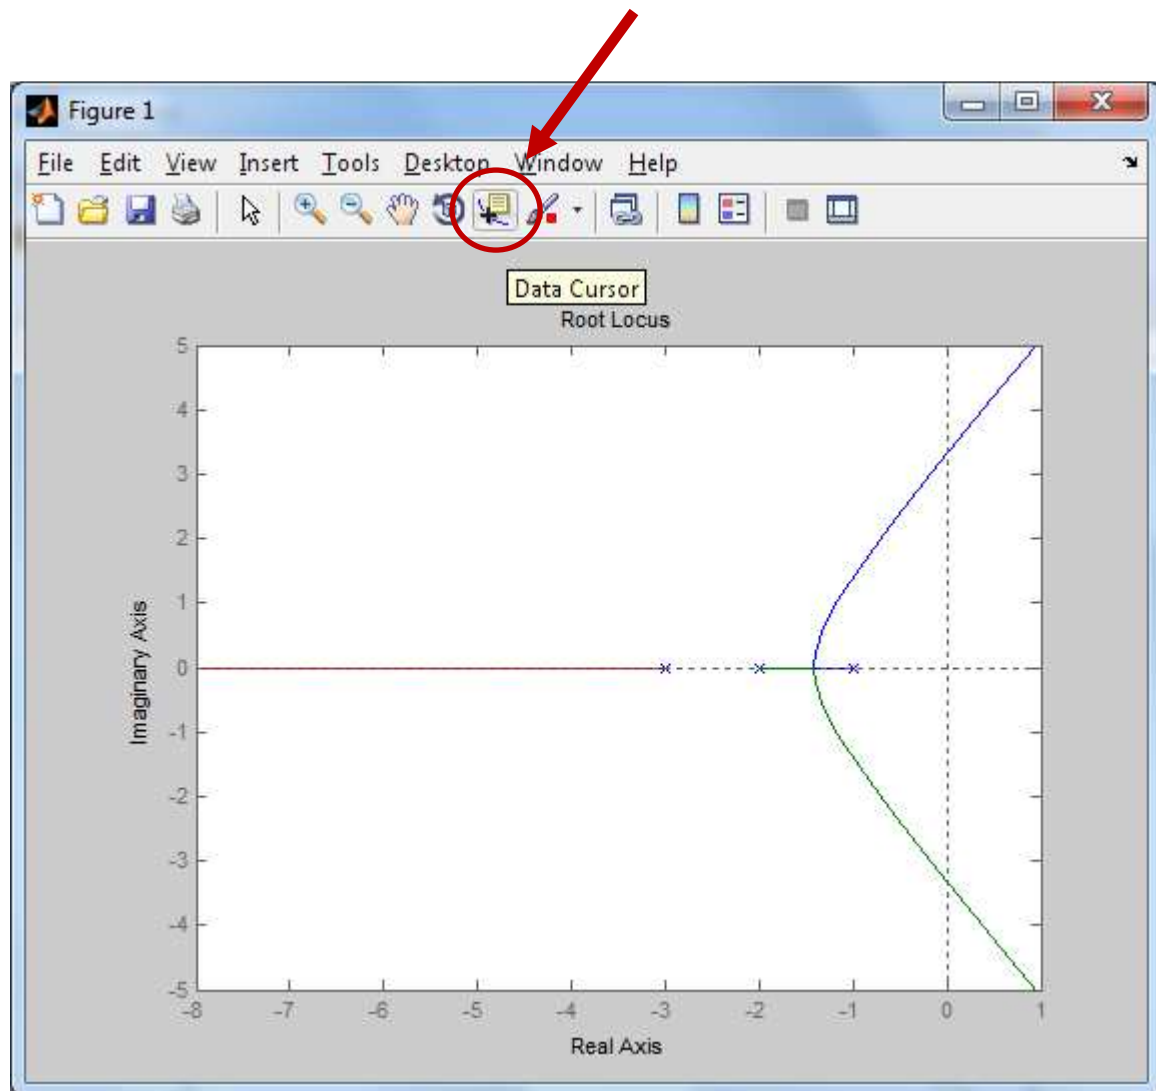 Figure 1
File Edit View Insert Tools Desktop Window Help
Data Cursor
Root Locus
5
4
3
2
1
0
-1
-2
-3
-4
-5
Imaginary Axis
-8 -7 -6 -5 -4 -3 -2 -1 0 1
Real Axis